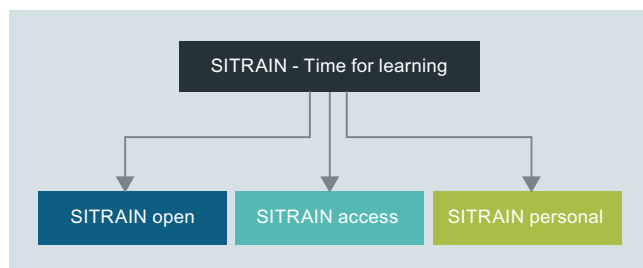 SITRAIN - Time for learning
SITRAIN open
SITRAIN access
SITRAIN personal